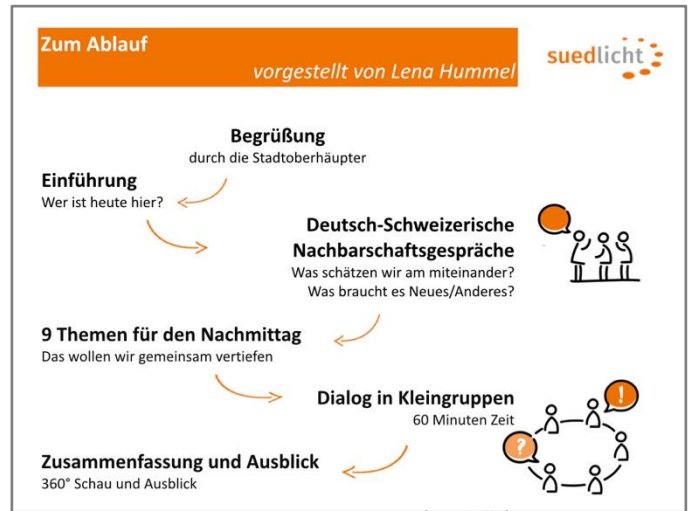 Zum Ablauf
vorgestellt von Lena Hummel
suedlicht
Begrüßung
durch die Stadtoberhäupter
Einführung
Wer ist heute hier?
Deutsch-Schweizerische
Nachbarschaftsgespräche
Was schätzen wir am miteinander?
Was braucht es Neues/Anderes?
9 Themen für den Nachmittag
Das wollen wir gemeinsam vertiefen
Dialog in Kleingruppen
60 Minuten Zeit
!
?
Zusammenfassung und Ausblick
360° Schau und Ausblick